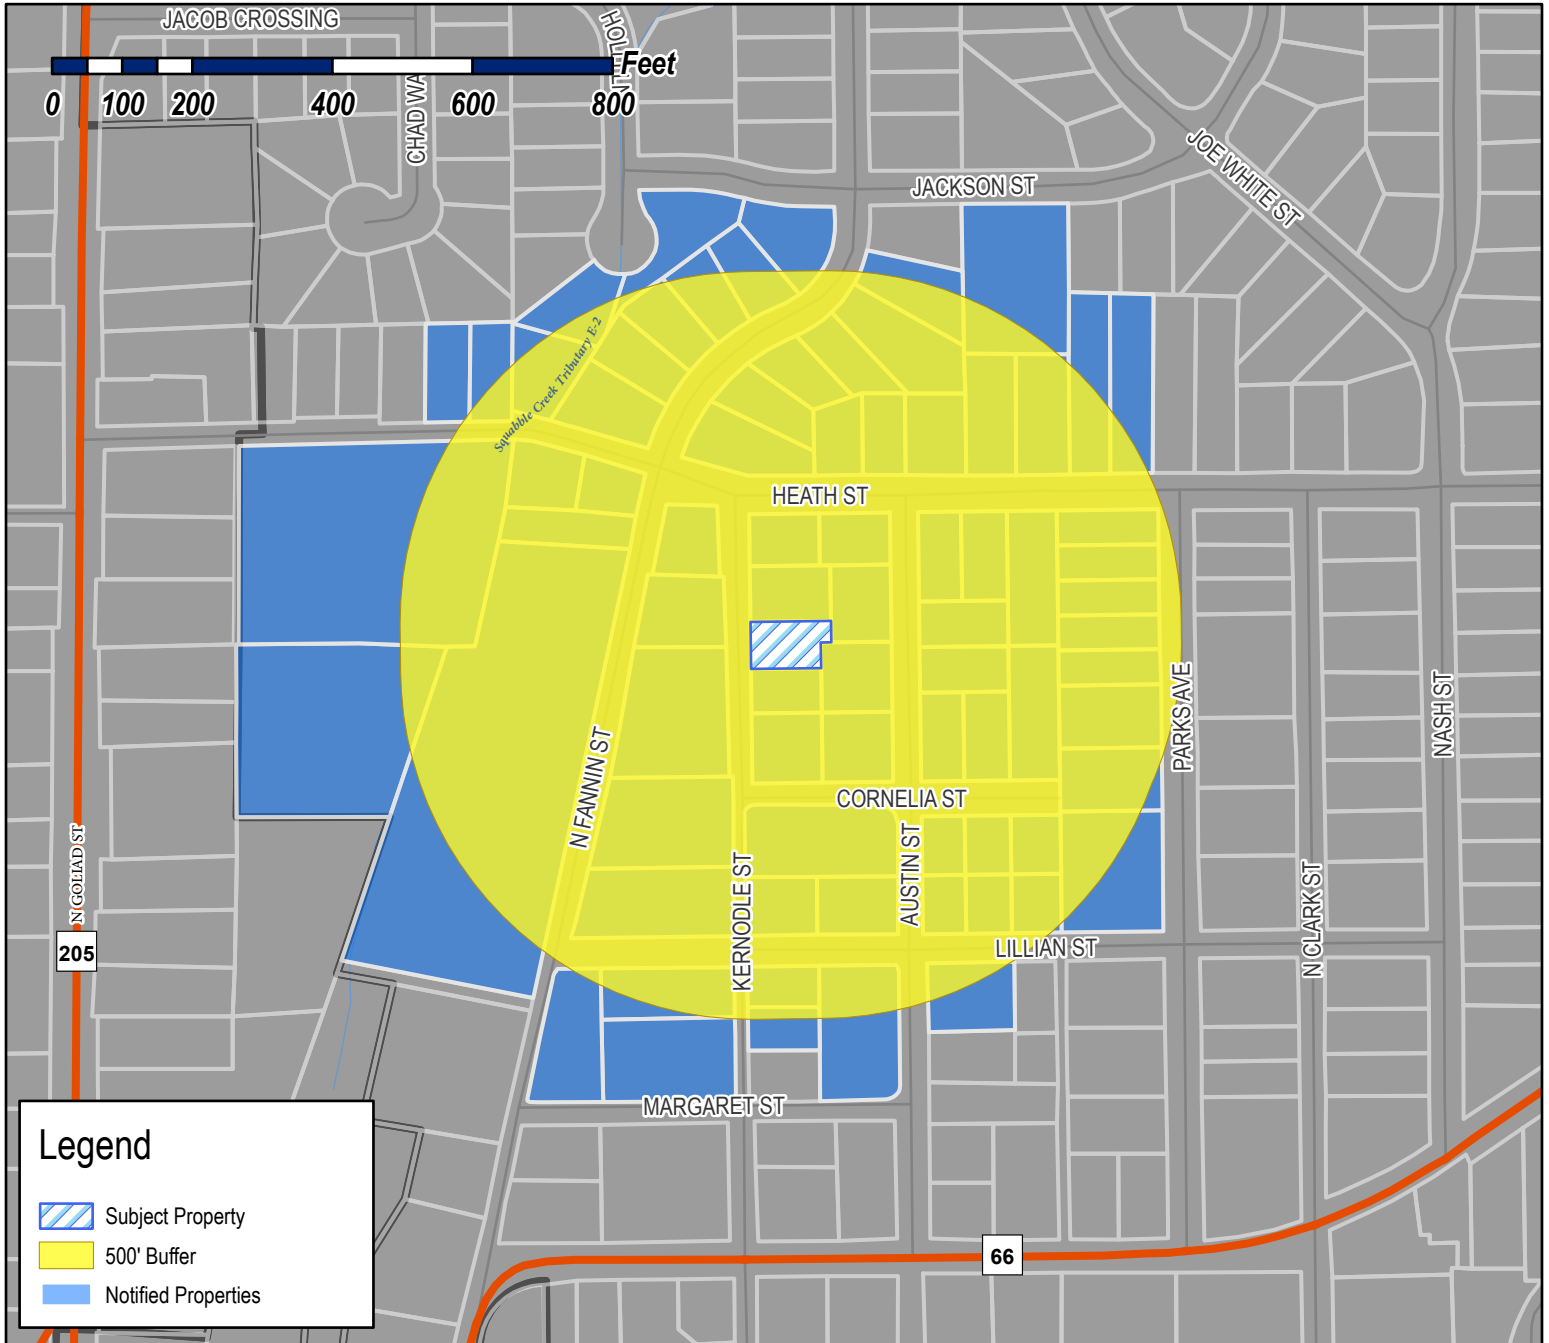 JACOB CROSSING
Feet
0 100 200 400 600 800
CHAD WA
JACKSON ST
JOE WHITE ST
Squabble Creek Tributary E-2
HEATH ST
N FANNIN ST
PARKS AVE
NASH ST
CORNELIA ST
N GOLIAD ST
KERNODLE ST
AUSTIN ST
N CLARK ST
205
LILLIAN ST
MARGARET ST
66
Legend
Subject Property
500' Buffer
Notified Properties